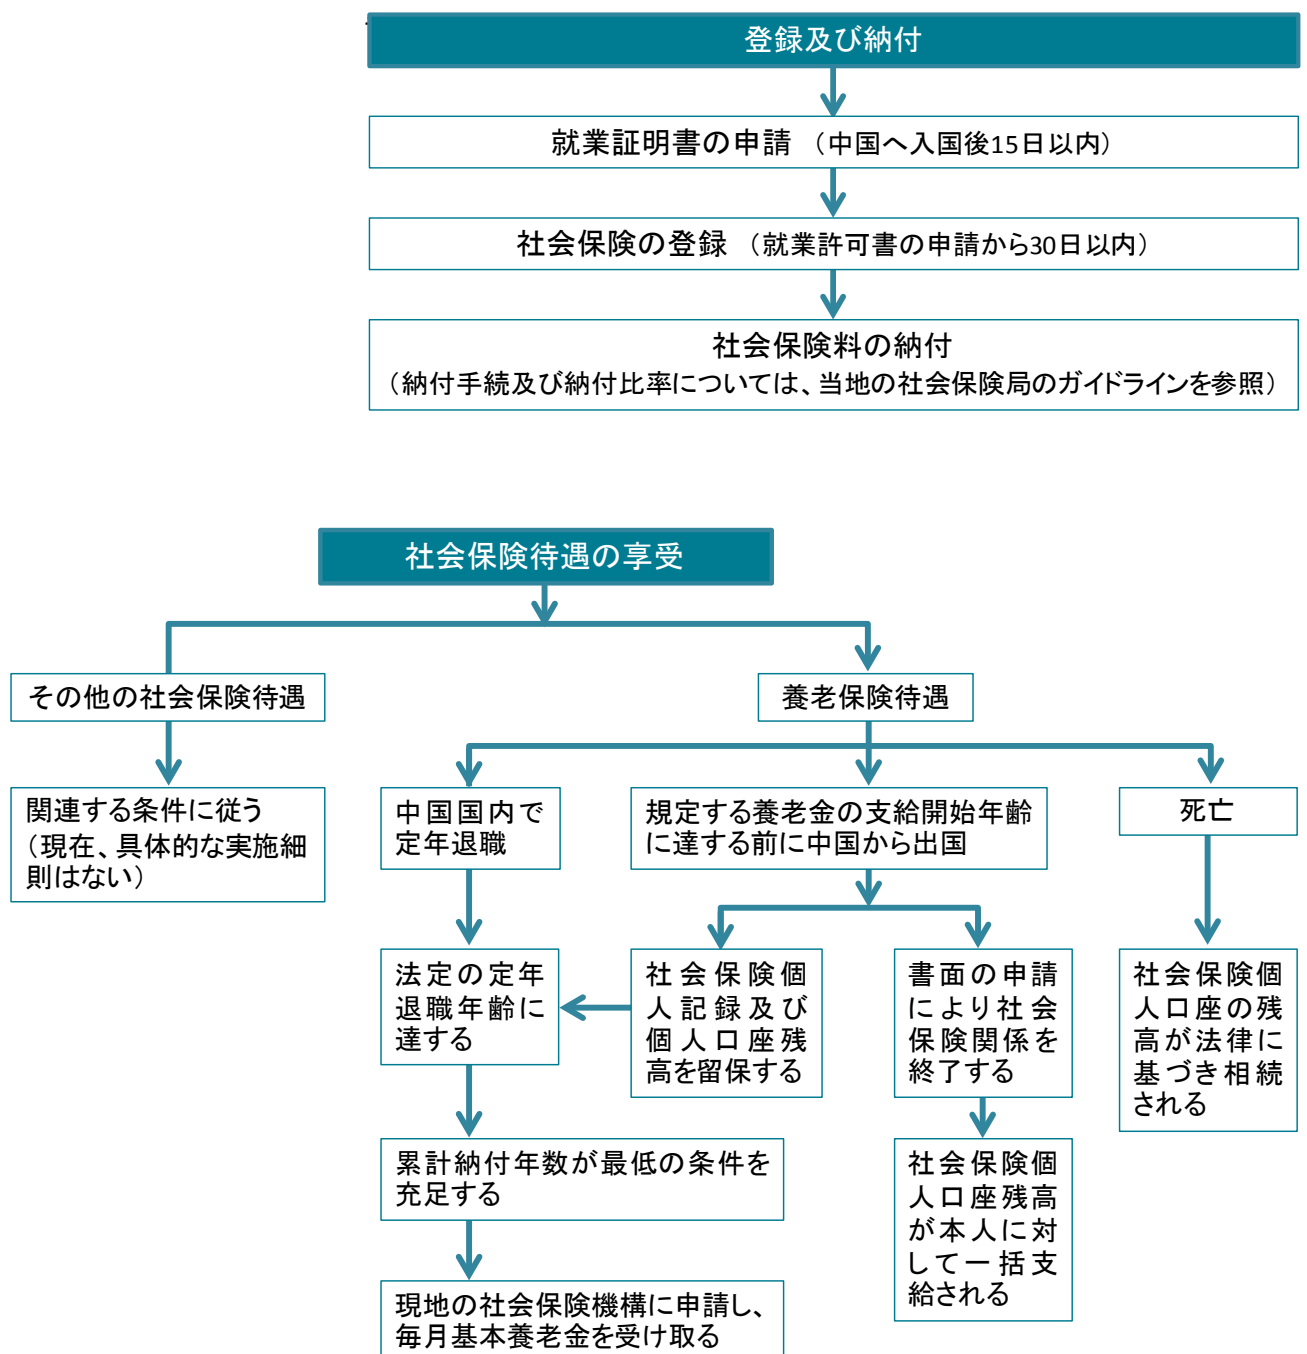 登録及び納付
就業証明書の申請 （中国へ入国後15日以内）
社会保険の登録 （就業許可書の申請から30日以内）
社会保険料の納付
（納付手続及び納付比率については、当地の社会保険局のガイドラインを参照）
社会保険待遇の享受
その他の社会保険待遇
養老保険待遇
関連する条件に従う
（現在、具体的な実施細
則はない）
中国国内で
定年退職
規定する養老金の支給開始年齢
に達する前に中国から出国
死亡
法定の定年
退職年齢に
達する
社会保険個
人記録及び
個人口座残
高を留保する
書面の申請
により社会
保険関係を
終了する
社会保険個
人口座の残
高が法律に
基づき相続
される
累計納付年数が最低の条件を
充足する
社会保険個
人口座残高
が本人に対
して一括支
給される
現地の社会保険機構に申請し、
毎月基本養老金を受け取る